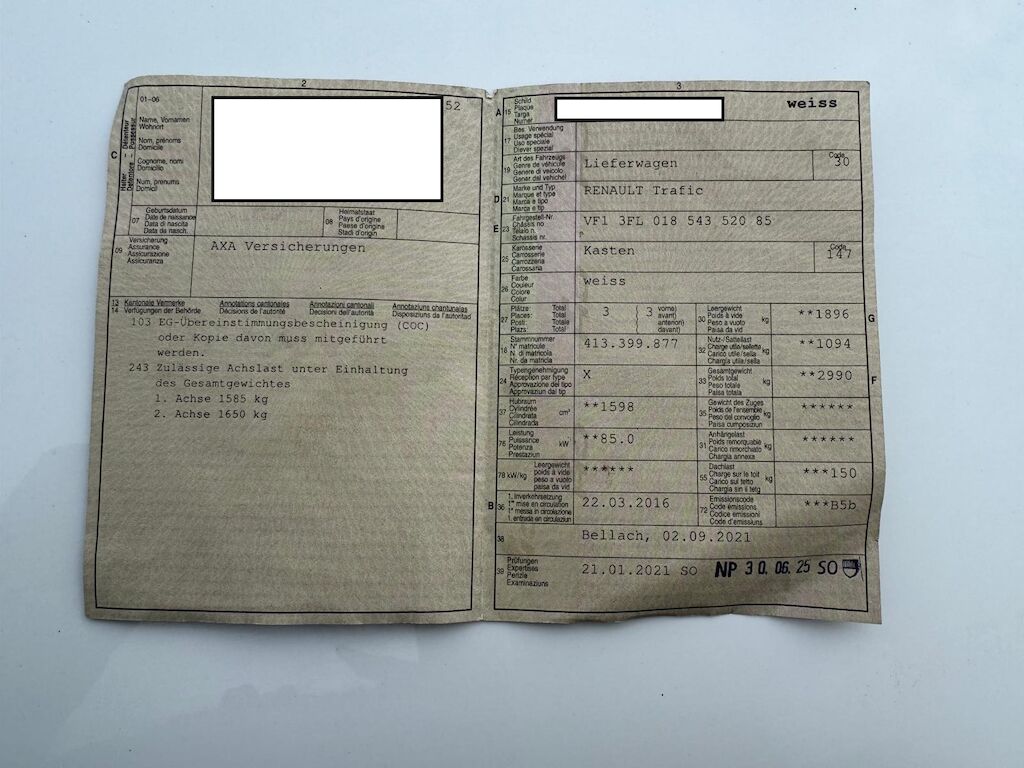 2
01-06
52
Name, Vornamen
Wohnort
Nom, prénoms
Domicile
Cognome, nomi
Domicilio
Num, prenums
Domicil
C
Halter – Détenteur
Detentore – Possessur
07
Geburtsdatum
Date de naissance
Data di nascita
Data da nasch.
08
Heimatstaat
Pays d'origine
Paese d'origine
Stadi d'origin
09
Versicherung
Assurance
Assicurazione
Assicuranza
AXA Versicherungen
13 Kantonale Vermerke Annotations cantonales Annotazioni cantonali Annotaziuns chantunalas
14 Verfügungen der Behörde Décisions de l'autorité Decisioni dell'autorità Disposiziuns da l'autoritad
103 EG-Übereinstimmungsbescheinigung (COC)
oder Kopie davon muss mitgeführt
werden.
243 Zulässige Achslast unter Einhaltung
des Gesamtgewichtes
1. Achse 1585 kg
2. Achse 1650 kg
3
A 15
Schild
Plaque
Targa
Numer
weiss
17
Bes. Verwendung
Usage spécial
Uso speciale
Diever spezial
19
Art des Fahrzeugs
Genre de véhicule
Genere di veicolo
Gener dal vehichel
Lieferwagen
Code
30
D 21
Marke und Typ
Marque et type
Marca e tipo
Marca e tip
RENAULT Trafic
E 23
Fahrgestell-Nr.
Châssis no
Telaio n.
Schassis nr.
VF1 3FL 018 543 520 85
25
Karosserie
Carrosserie
Carrozzeria
Carossaria
Kasten
Code
147
26
Farbe
Couleur
Colore
Colur
weiss
27
Plätze: Total
Places: Total
Posti: Totale
Plazs: Total
3
( 3 vorne)
avant)
anteriori)
davant)
30
Leergewicht
Poids à vide
Peso a vuoto
Paisa da vid
kg
**1896
G
18
Stammnummer
N° matricule
N. di matricola
Nr. da matricla
413.399.877
32
Nutz-/Sattellast
Charge utile/sellette
Carico utile/sella
Chargia utila/sella
kg
**1094
24
Typengenehmigung
Réception par type
Approvazione del tipo
Approvaziun dal tip
X
33
Gesamtgewicht
Poids total
Peso totale
Paisa totala
kg
**2990
F
37
Hubraum
Cylindrée
Cilindrata
Cilindrada
cm³
**1598
35
Gewicht des Zuges
Poids de l'ensemble
Peso del convoglio
Paisa cumposiziun
kg
******
76
Leistung
Puissance
Potenza
Prestaziun
kW
**85.0
31
Anhängelast
Poids remorquable
Carico rimorchiato
Chargia annexa
kg
******
78 kW/kg
Leergewicht
poids à vide
peso a vuoto
paisa da vid
******
55
Dachlast
Charge sur le toit
Carico sul tetto
Chargia sin il tetg
kg
***150
B 36
1. Inverkehrsetzung
1re mise en circulation
1a messa in circolazione
1. entrada en circulaziun
22.03.2016
72
Emissionscode
Code émissions
Codice emissioni
Code d'emissiuns
***B5b
38
Bellach, 02.09.2021
39
Prüfungen
Expertises
Perizie
Examinaziuns
21.01.2021 SO NP 30. 06. 25 SO